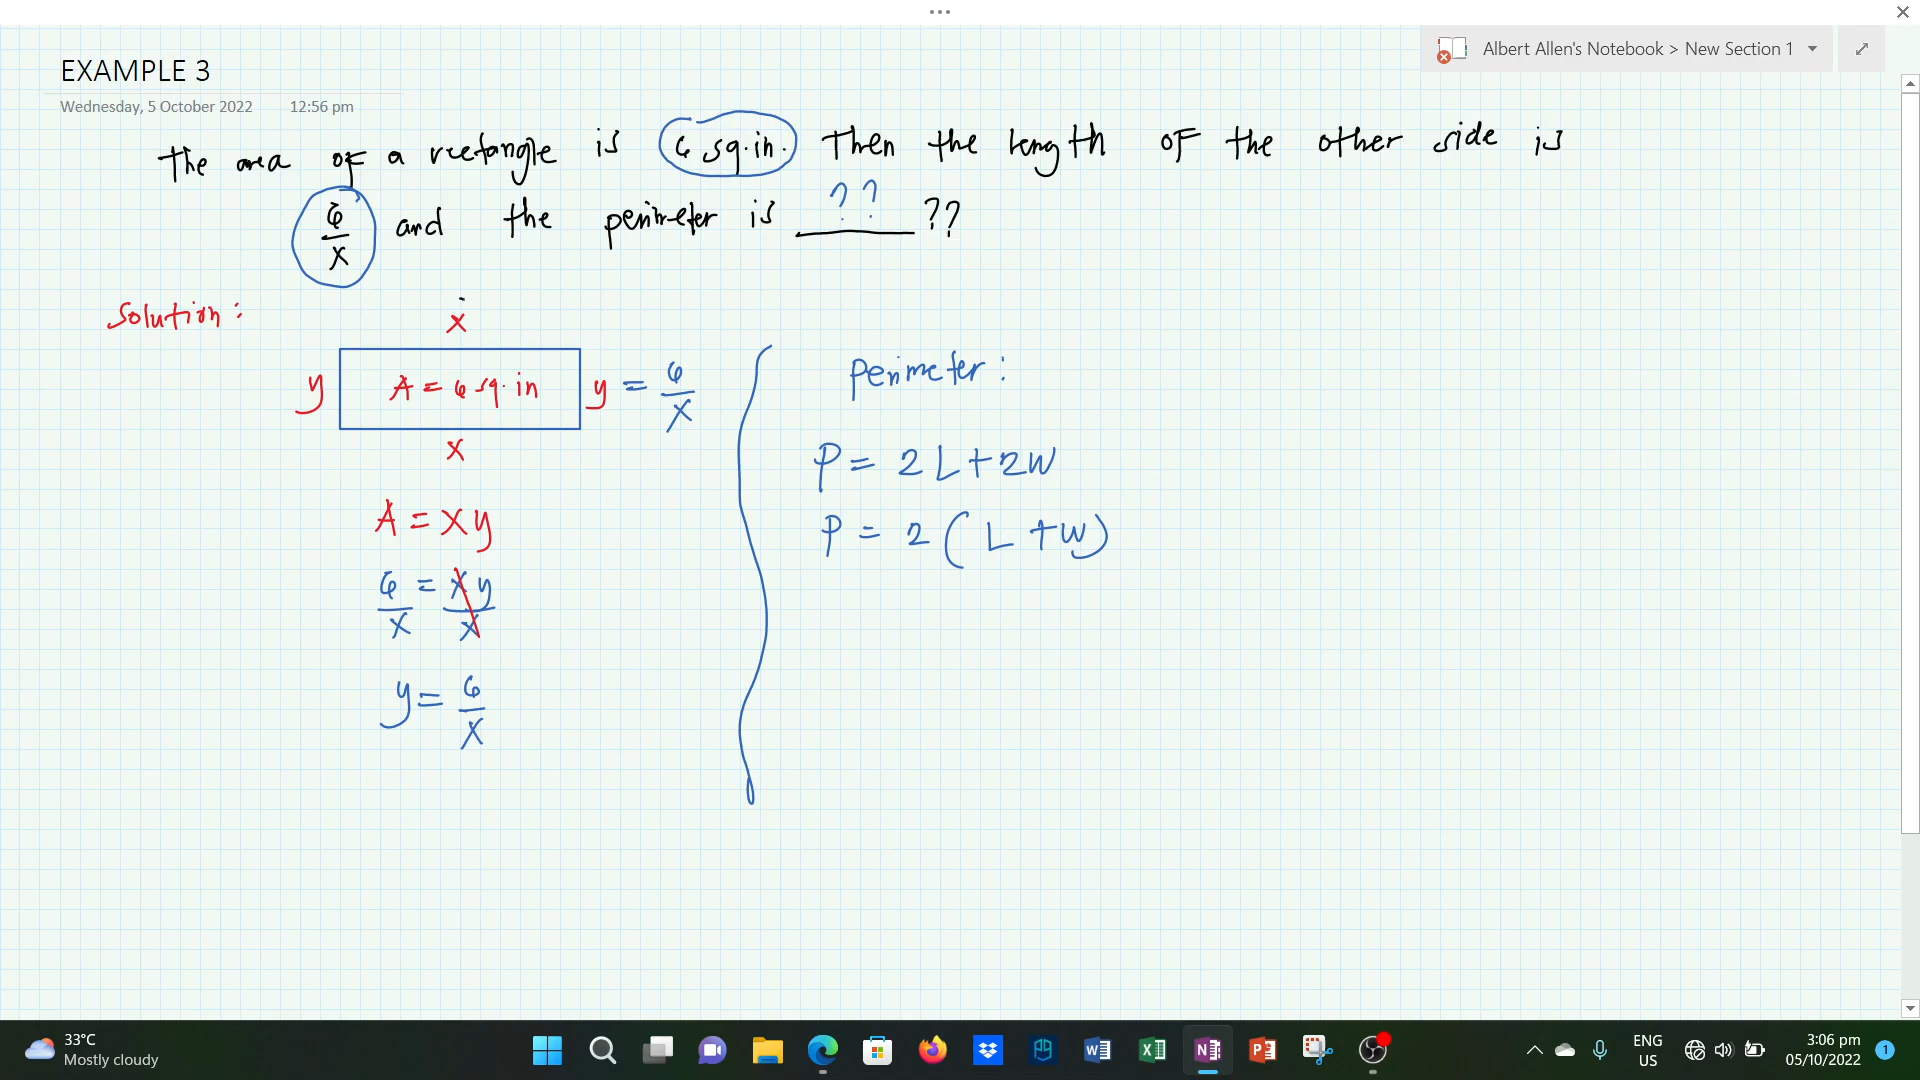 Albert Allen's Notebook > New Section 1
EXAMPLE 3
Wednesday, 5 October 2022 12:56 pm
The area of a rectangle is 6 sq.in. Then the length of the other side is
6/x and the perimeter is ?? ??
Solution:
x
y A = 6 sq.in y = 6/x
x
A = xy
6/x = xy/x
y = 6/x
Perimeter:
P = 2L + 2W
P = 2(L + W)
33°C
Mostly cloudy
ENG
US
3:06 pm
05/10/2022
1